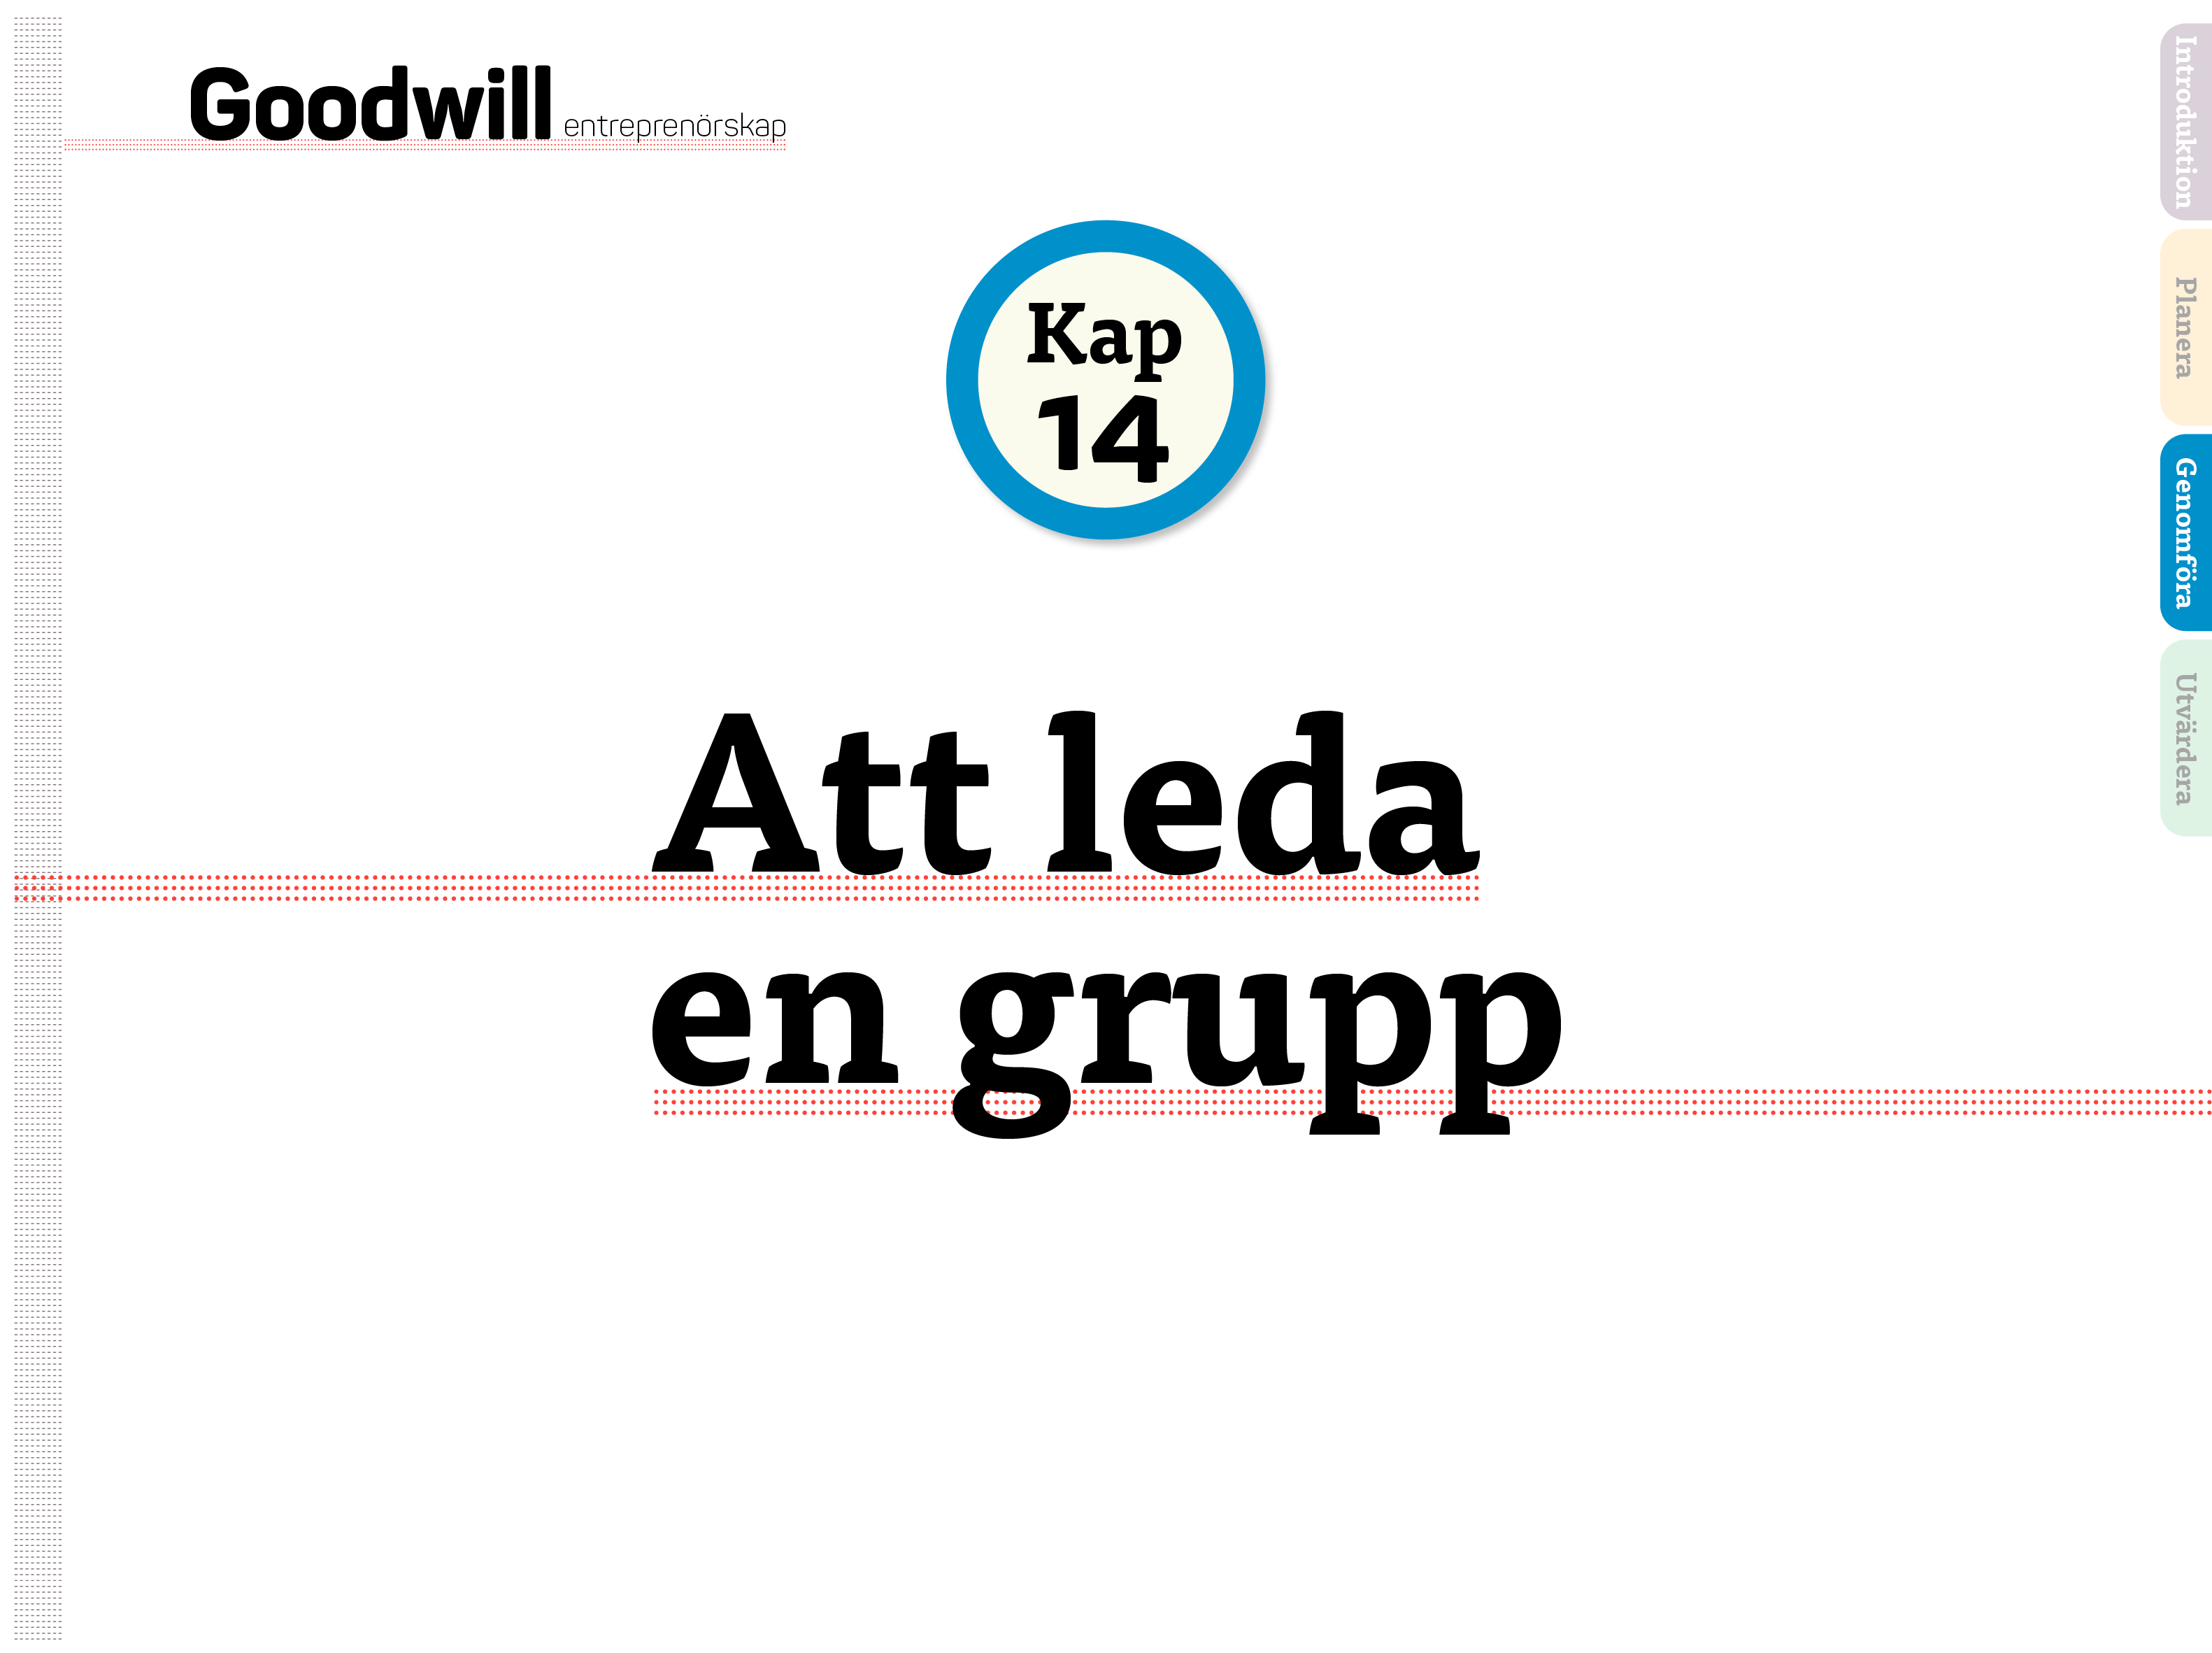 Goodwill entreprenörskap
Kap
14
Att leda
en grupp
Introduktion
Planera
Genomföra
Utvärdera